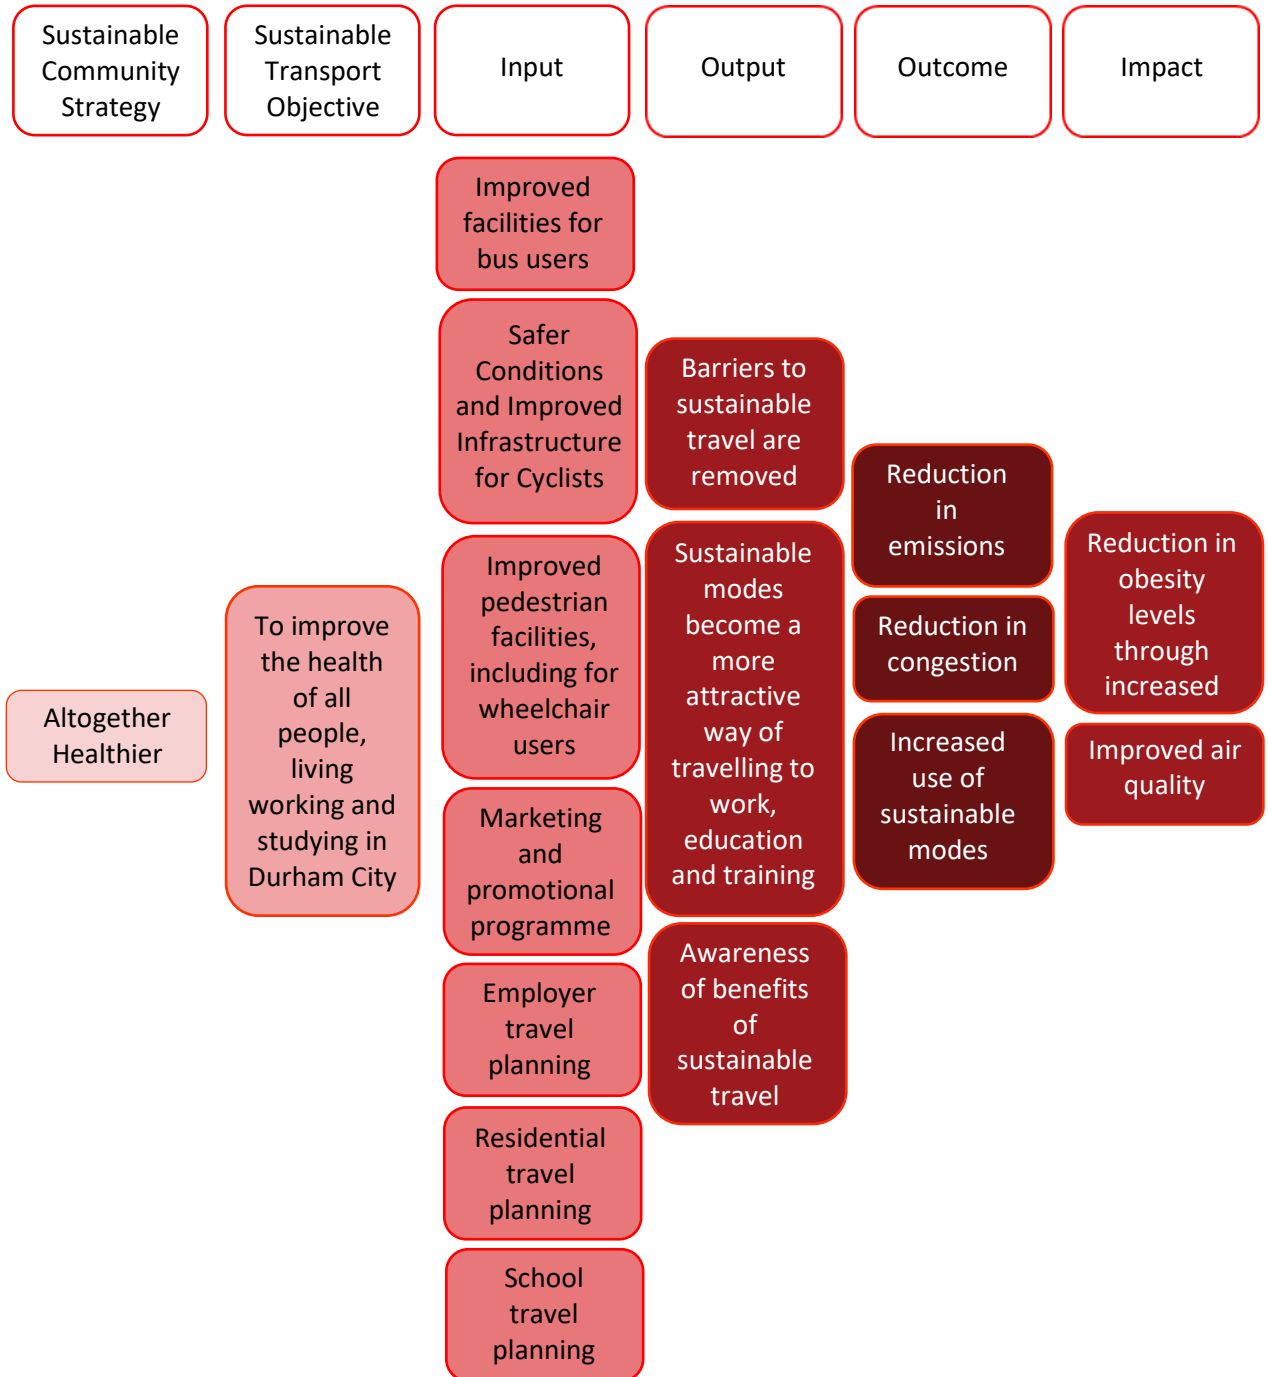 Sustainable
Community
Strategy
Sustainable
Transport
Objective
Input
Output
Outcome
Impact
Altogether
Healthier
To improve
the health
of all
people,
living
working and
studying in
Durham City
Improved
facilities for
bus users
Safer
Conditions
and Improved
Infrastructure
for Cyclists
Improved
pedestrian
facilities,
including for
wheelchair
users
Marketing
and
promotional
programme
Employer
travel
planning
Residential
travel
planning
School
travel
planning
Barriers to
sustainable
travel are
removed
Sustainable
modes
become a
more
attractive
way of
travelling to
work,
education
and training
Awareness
of benefits
of
sustainable
travel
Reduction
in
emissions
Reduction in
congestion
Increased
use of
sustainable
modes
Reduction in
obesity
levels
through
increased
Improved air
quality